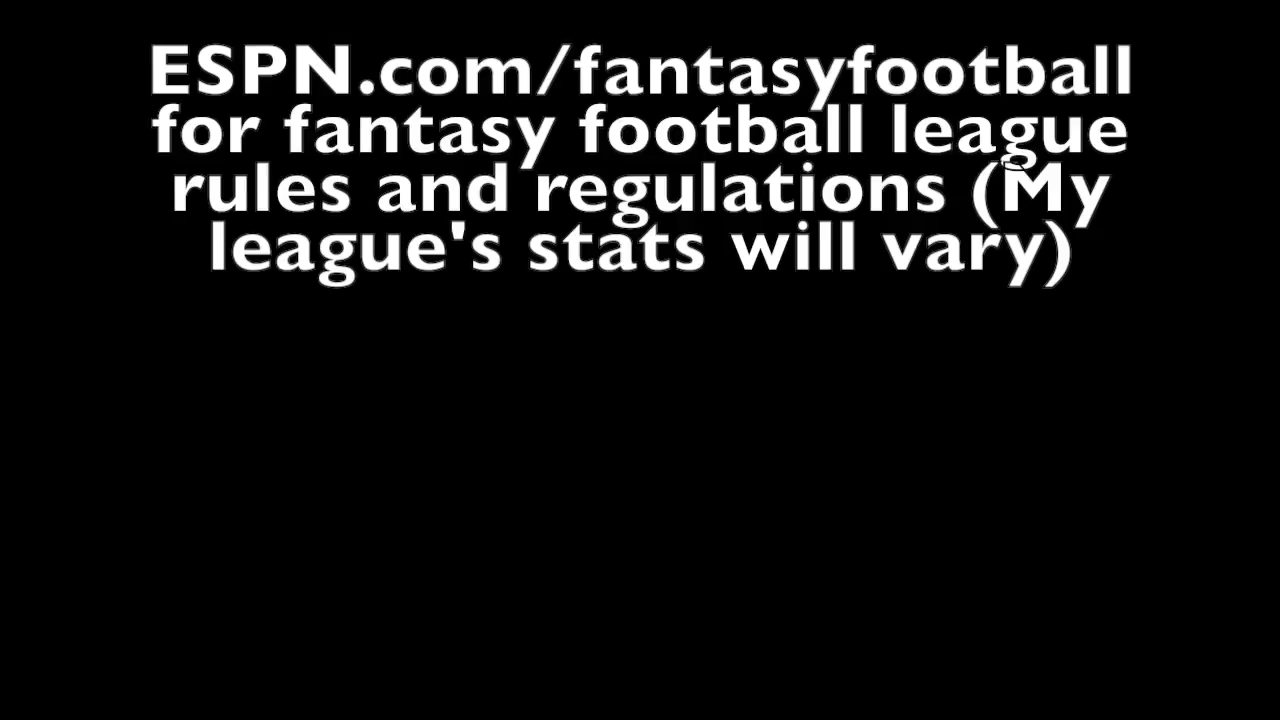 ESPN.com/fantasyfootball
for fantasy football league
rules and regulations (My
league's stats will vary)